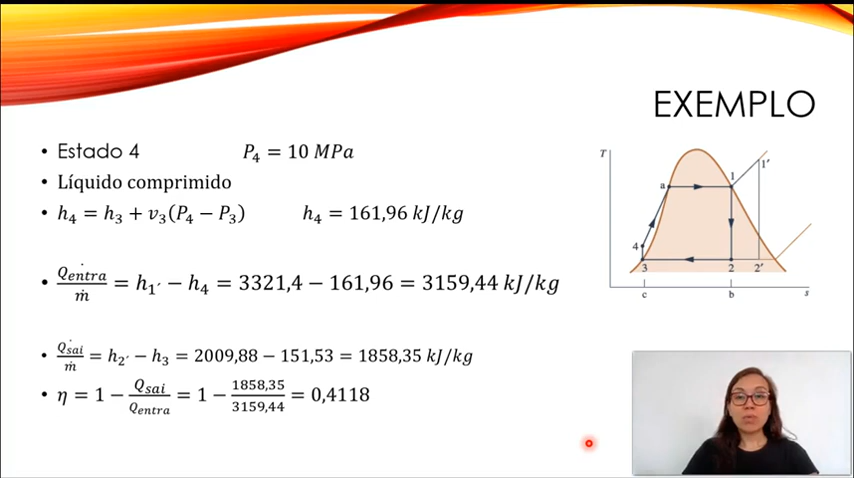 EXEMPLO
• Estado 4 P₄ = 10 MPa
• Líquido comprimido
• h₄ = h₃ + v₃(P₄ − P₃) h₄ = 161,96 kJ/kg
• Q̇entra/ṁ = h₁′ − h₄ = 3321,4 − 161,96 = 3159,44 kJ/kg
• Q̇sai/ṁ = h₂′ − h₃ = 2009,88 − 151,53 = 1858,35 kJ/kg
• η = 1 − Qsai/Qentra = 1 − 1858,35/3159,44 = 0,4118
T
1'
1
a
4
3 2 2'
c b s